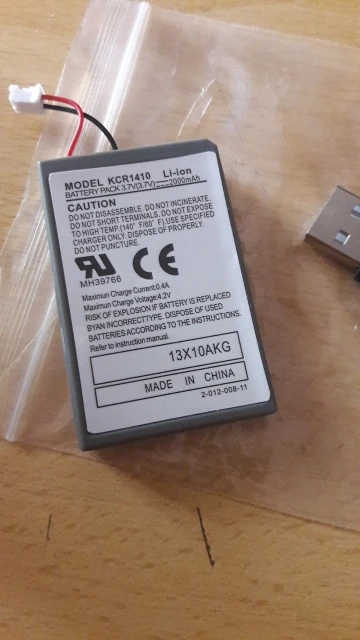 MODEL KCR1410 Li-ion
BATTERY PACK 3.7V(3.7V)⎓2000mAh
CAUTION
DO NOT DISASSEMBLE. DO NOT INCINERATE.
DO NOT SHORT TERMINALS. DO NOT EXPOSE
TO HIGH TEMP.(140° F/60° F).USE SPECIFIED
CHARGER ONLY. DISPOSE OF PROPERLY.
DO NOT PUNCTURE.
RU CE
MH39766
Maximun Charge Current:0.4A
Maximun Charge Voltage:4.2V
RISK OF EXPLOSION IF BATTERY IS REPLACED
BYAN INCORRECTTYPE. DISPOSE OF USED
BATTERIES ACCORDING TO THE INSTRUCTIONS.
Refer to instruction manual.
13X10AKG
MADE IN CHINA
2-012-008-11